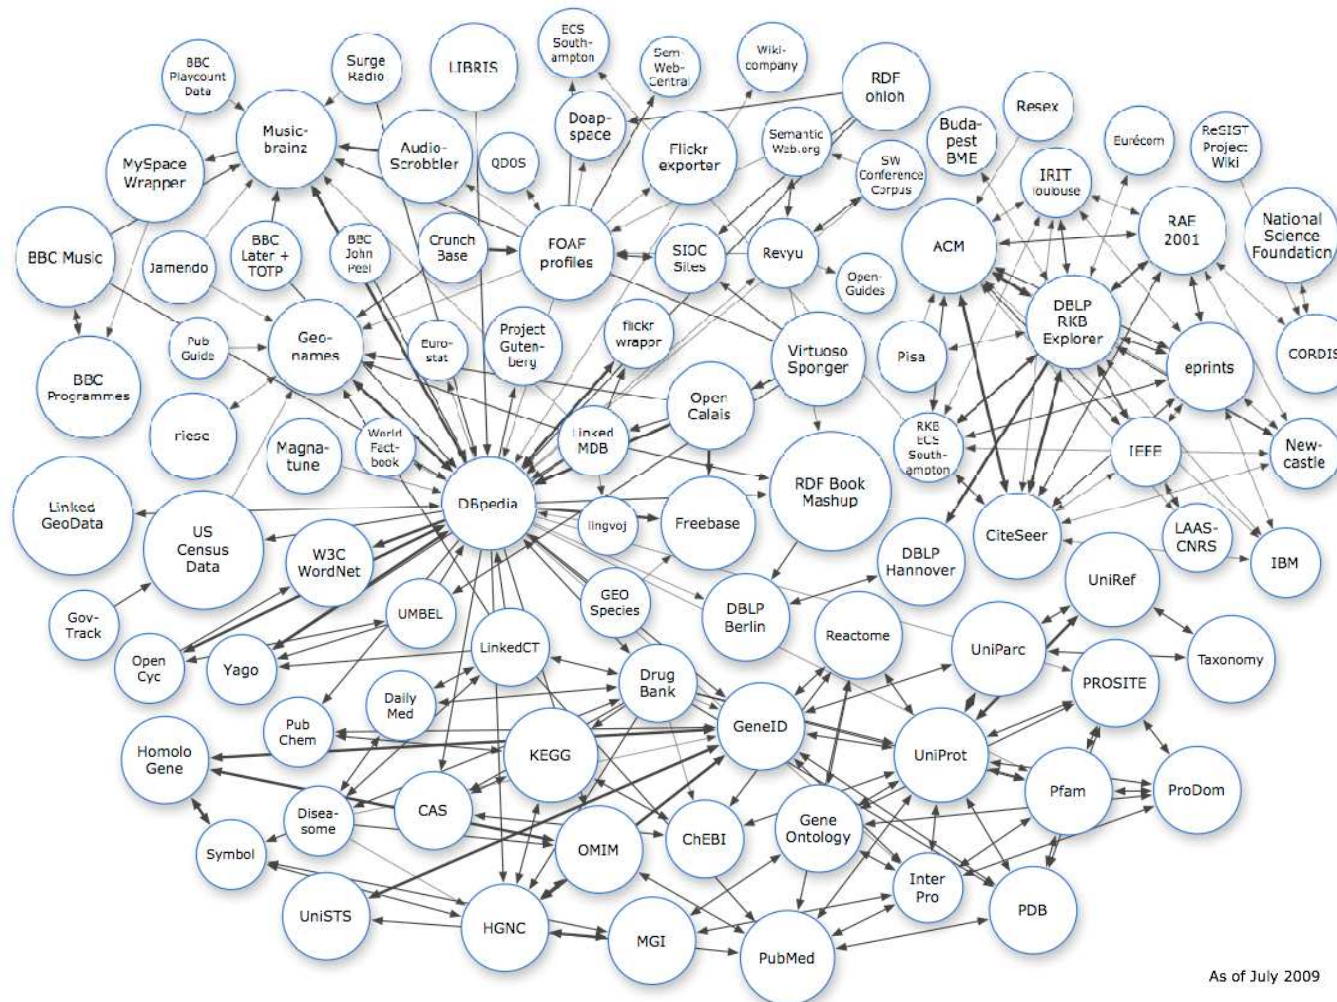 ECS
South-
ampton
BBC
Playcount
Data
Surge
Radio
LIBRIS
Sem-
Web-
Central
Wiki-
company
RDF
ohloh
Resex
Doap-
space
Music-
brainz
Audio-
Scrobbler
QDOS
Flickr
exporter
Semantic
Web.org
Buda-
pest
BME
Eurécom
ReSIST
Project
Wiki
MySpace
Wrapper
SW
Conference
Corpus
IRIT
Toulouse
RAE
2001
National
Science
Foundation
BBC Music
Jamendo
BBC
Later +
TOTP
BBC
John
Peel
Crunch
Base
FOAF
profiles
SIOC
Sites
Revyu
Open-
Guides
ACM
DBLP
RKB
Explorer
Pub
Guide
Geo-
names
Euro-
stat
Project
Guten-
berg
flickr
wrappr
Virtuoso
Sponger
Pisa
eprints
CORDIS
BBC
Programmes
riese
Magna-
tune
World
Fact-
book
Linked
MDB
Open
Calais
RKB
ECS
South-
ampton
IEEE
New-
castle
Linked
GeoData
US
Census
Data
W3C
WordNet
DBpedia
lingvoj
Freebase
RDF Book
Mashup
CiteSeer
LAAS-
CNRS
IBM
DBLP
Hannover
UniRef
Gov-
Track
Open
Cyc
Yago
UMBEL
LinkedCT
GEO
Species
DBLP
Berlin
Reactome
UniParc
Taxonomy
PROSITE
Daily
Med
Drug
Bank
Pub
Chem
Homolo
Gene
KEGG
GeneID
UniProt
Pfam
ProDom
Disea-
some
CAS
Symbol
OMIM
ChEBI
Gene
Ontology
Inter
Pro
UniSTS
HGNC
MGI
PubMed
PDB
As of July 2009